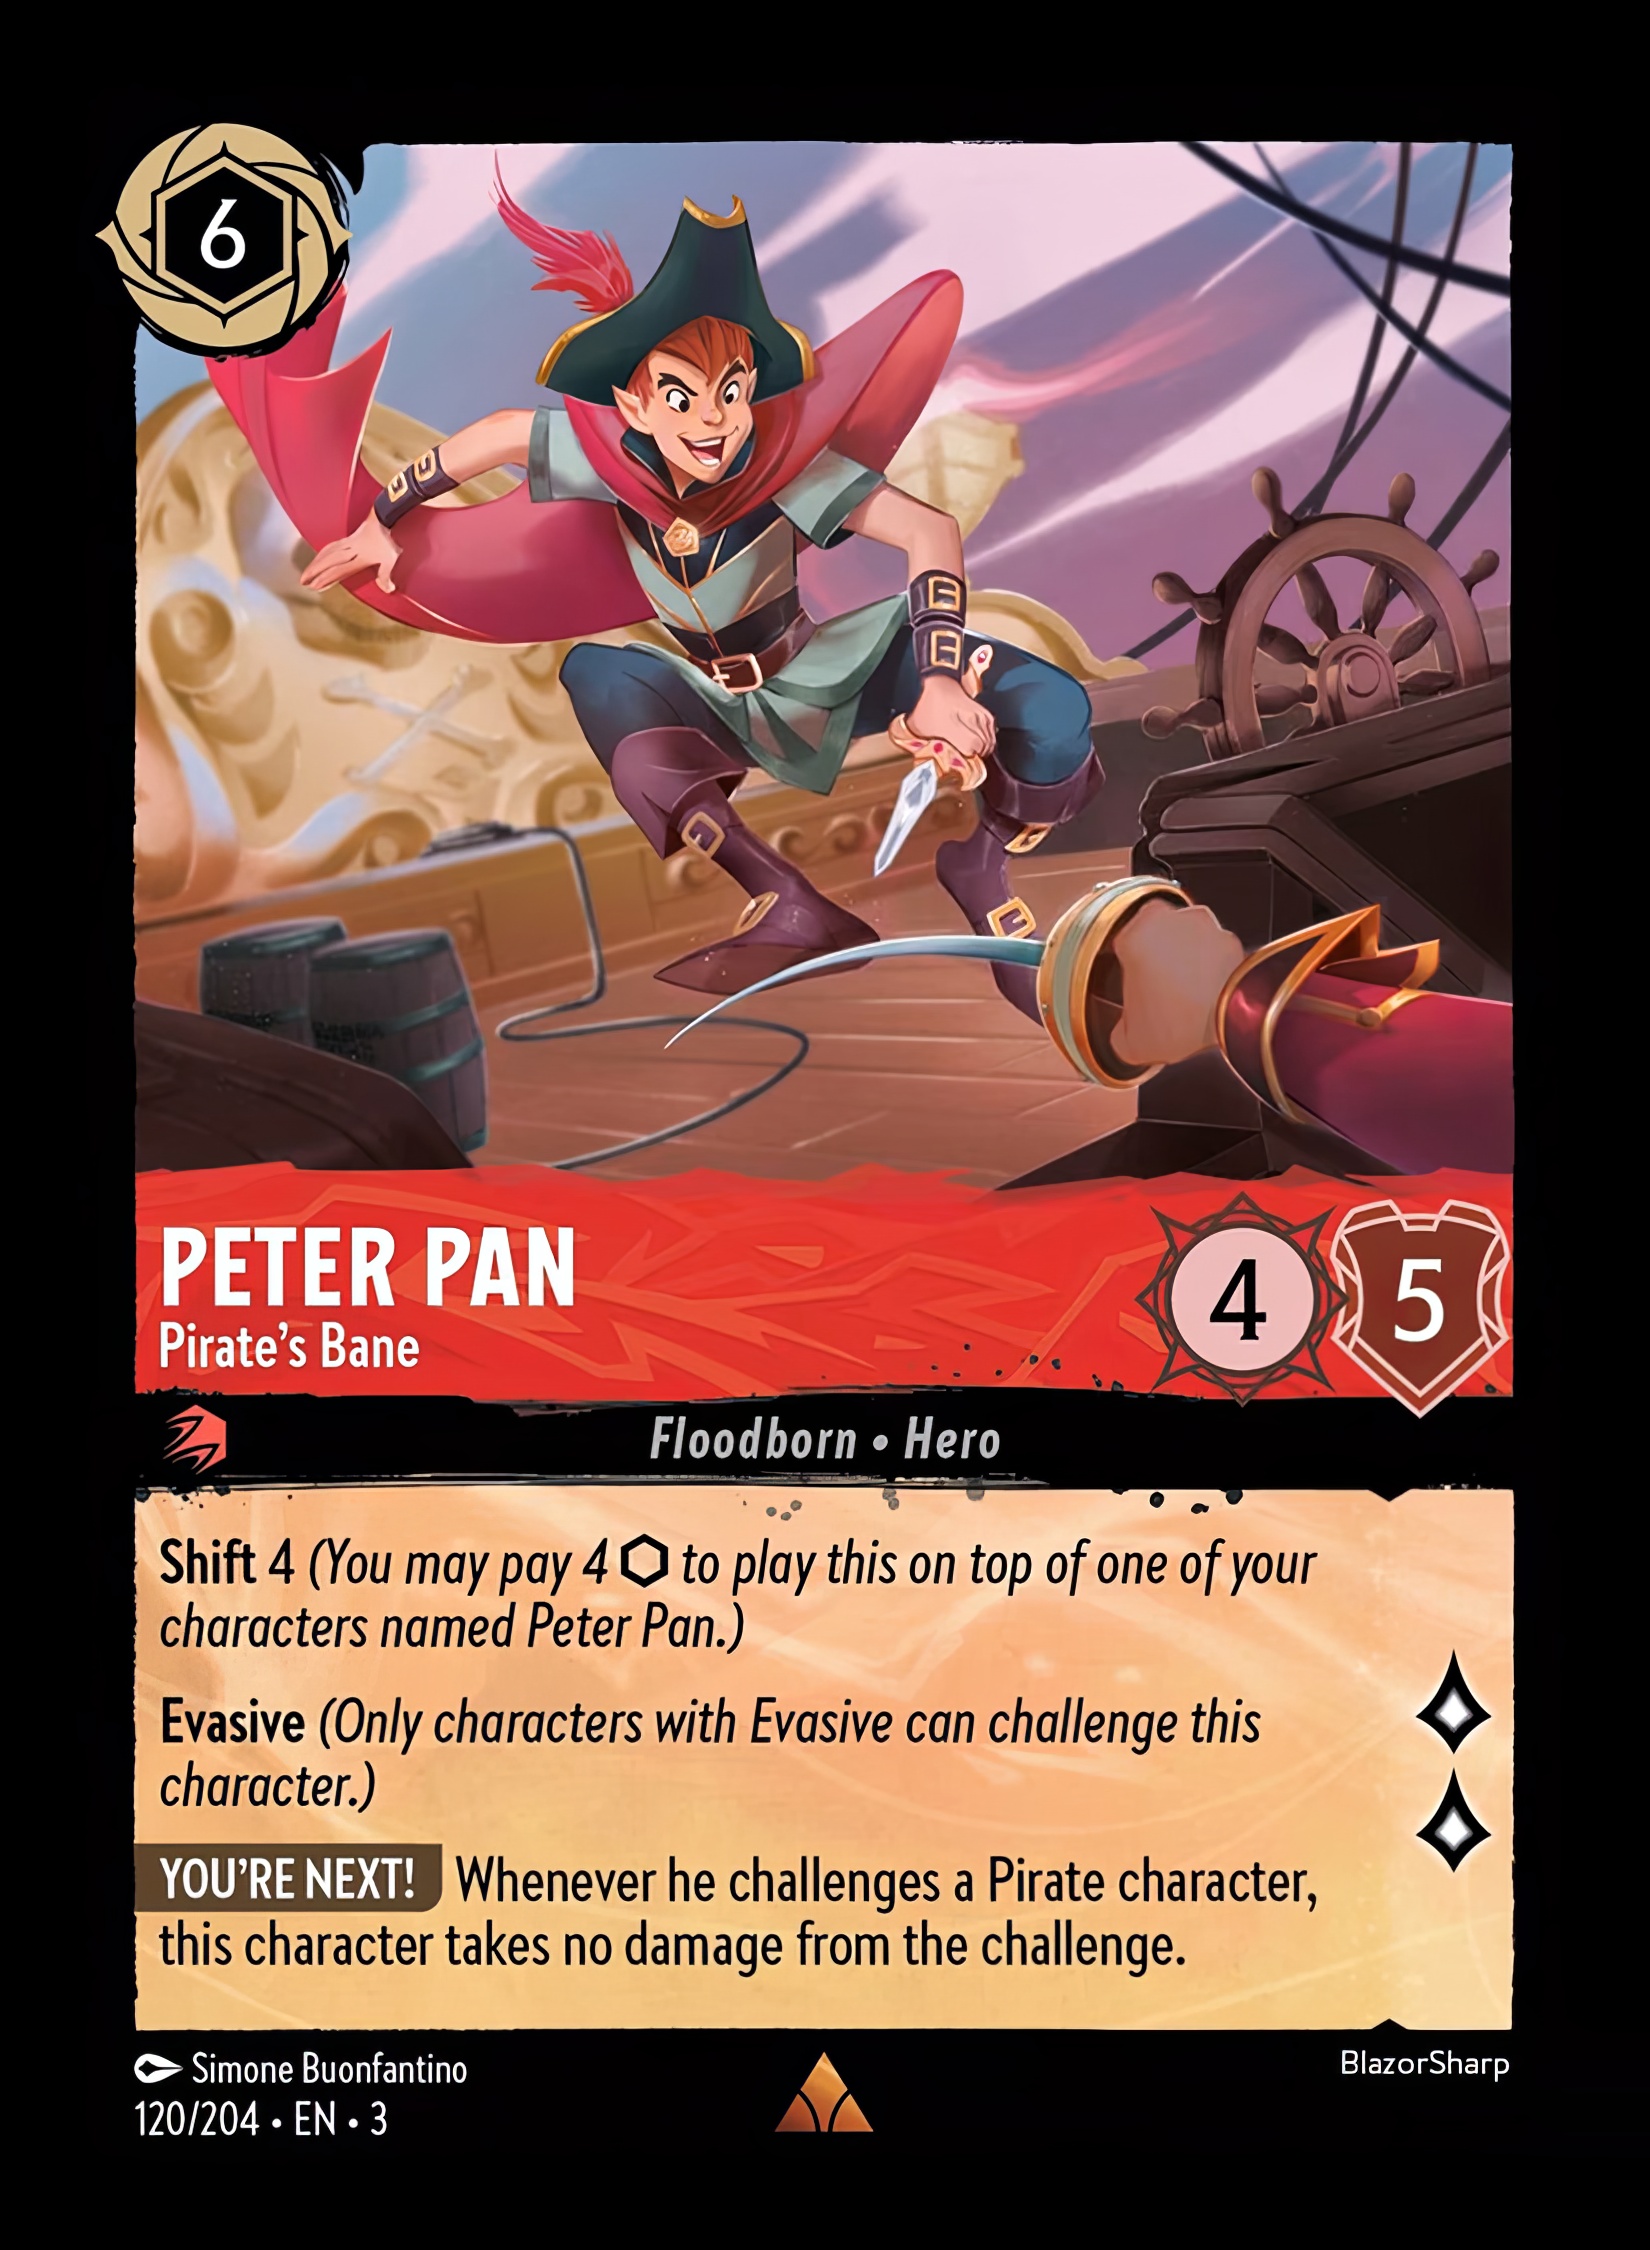 6
PETER PAN
Pirate's Bane
4
5
Floodborn • Hero
Shift 4 (You may pay 4 ⬡ to play this on top of one of your
characters named Peter Pan.)
Evasive (Only characters with Evasive can challenge this
character.)
YOU'RE NEXT! Whenever he challenges a Pirate character,
this character takes no damage from the challenge.
Simone Buonfantino
BlazorSharp
120/204 • EN • 3